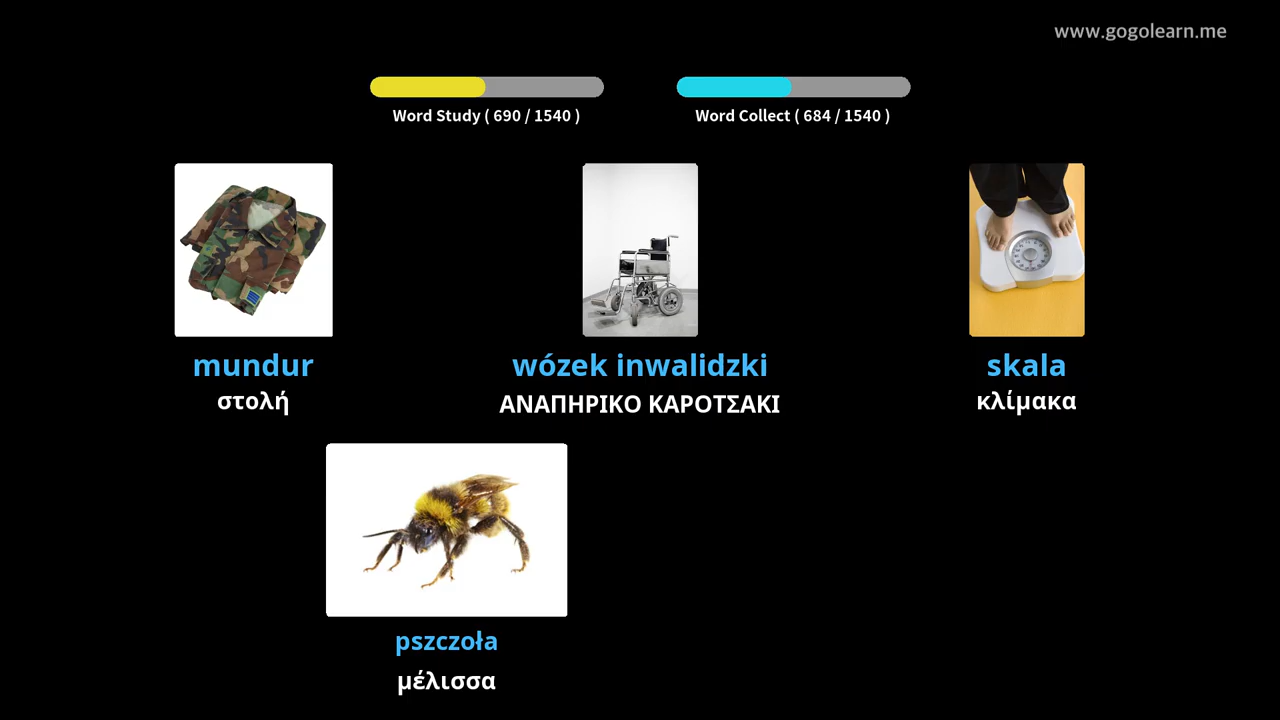 www.gogolearn.me
Word Study ( 690 / 1540 )
Word Collect ( 684 / 1540 )
mundur
στολή
wózek inwalidzki
ΑΝΑΠΗΡΙΚΟ ΚΑΡΟΤΣΑΚΙ
skala
κλίμακα
pszczoła
μέλισσα